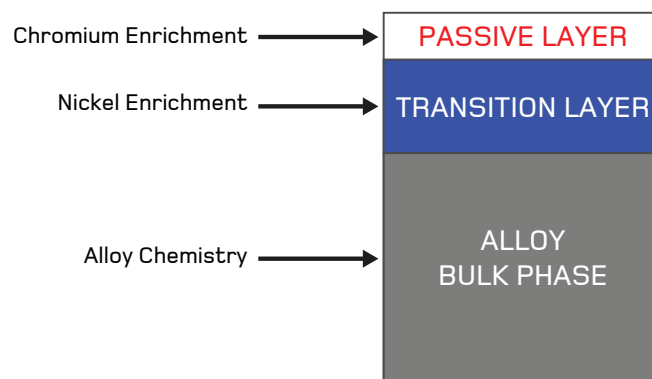 Chromium Enrichment
PASSIVE LAYER
Nickel Enrichment
TRANSITION LAYER
Alloy Chemistry
ALLOY
BULK PHASE